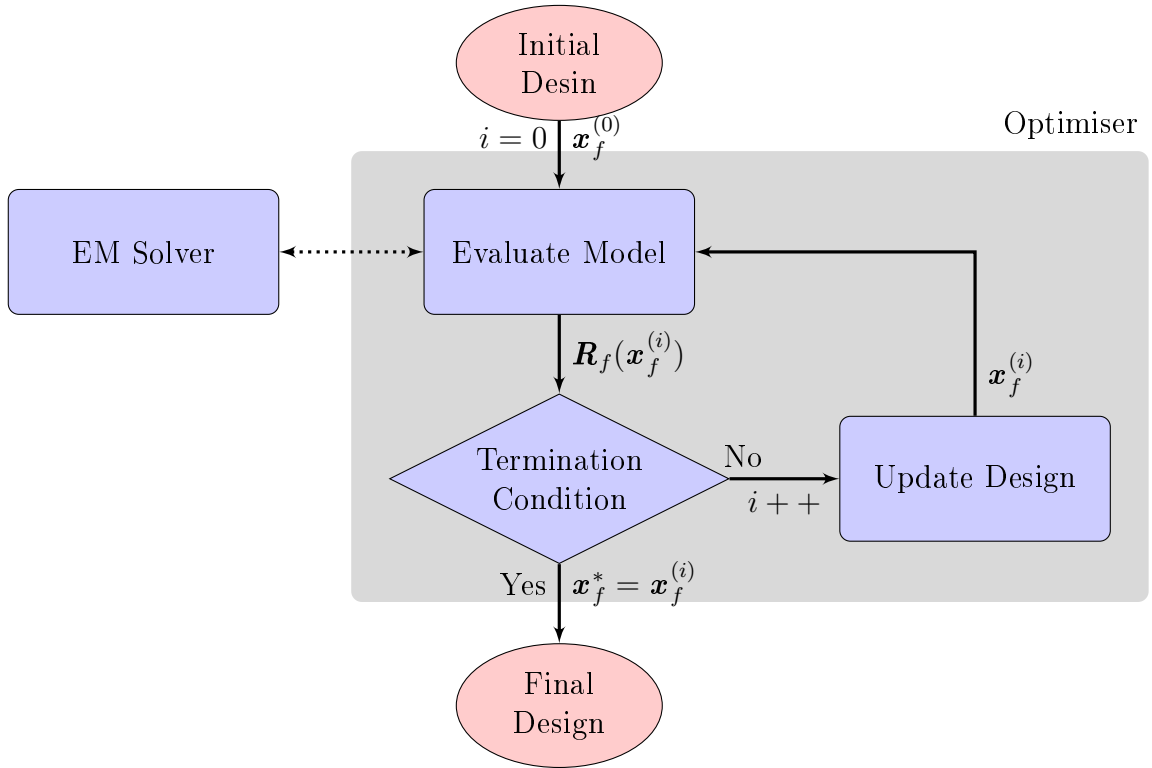 Initial
Desin
i = 0 x_f^{(0)}
Optimiser
EM Solver
Evaluate Model
R_f(x_f^{(i)})
x_f^{(i)}
Termination
Condition
No
i + +
Update Design
Yes x_f^* = x_f^{(i)}
Final
Design